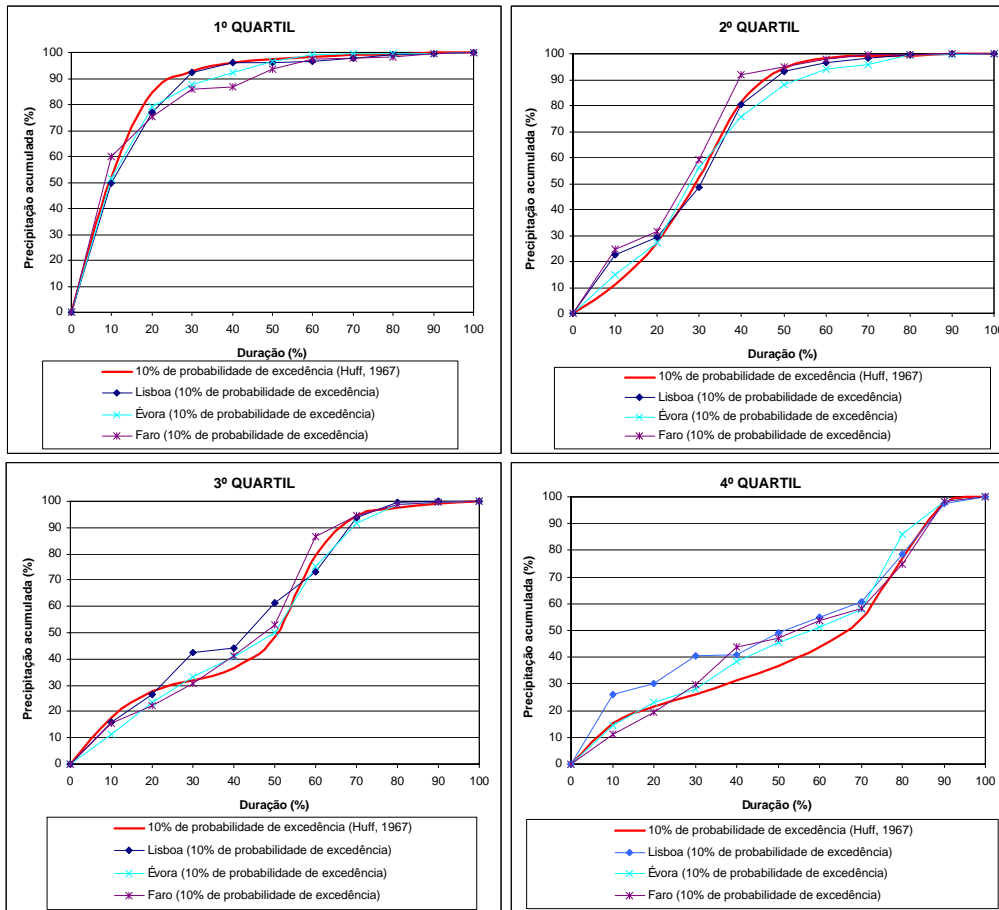 1º QUARTIL
Precipitação acumulada (%)
100
90
80
70
60
50
40
30
20
10
0
0 10 20 30 40 50 60 70 80 90 100
Duração (%)
10% de probabilidade de excedência (Huff, 1967)
Lisboa (10% de probabilidade de excedência)
Évora (10% de probabilidade de excedência)
Faro (10% de probabilidade de excedência)
2º QUARTIL
Precipitação acumulada (%)
100
90
80
70
60
50
40
30
20
10
0
0 10 20 30 40 50 60 70 80 90 100
Duração (%)
10% de probabilidade de excedência (Huff, 1967)
Lisboa (10% de probabilidade de excedência)
Évora (10% de probabilidade de excedência)
Faro (10% de probabilidade de excedência)
3º QUARTIL
Precipitação acumulada (%)
100
90
80
70
60
50
40
30
20
10
0
0 10 20 30 40 50 60 70 80 90 100
Duração (%)
10% de probabilidade de excedência (Huff, 1967)
Lisboa (10% de probabilidade de excedência)
Évora (10% de probabilidade de excedência)
Faro (10% de probabilidade de excedência)
4º QUARTIL
Precipitação acumulada (%)
100
90
80
70
60
50
40
30
20
10
0
0 10 20 30 40 50 60 70 80 90 100
Duração (%)
10% de probabilidade de excedência (Huff, 1967)
Lisboa (10% de probabilidade de excedência)
Évora (10% de probabilidade de excedência)
Faro (10% de probabilidade de excedência)